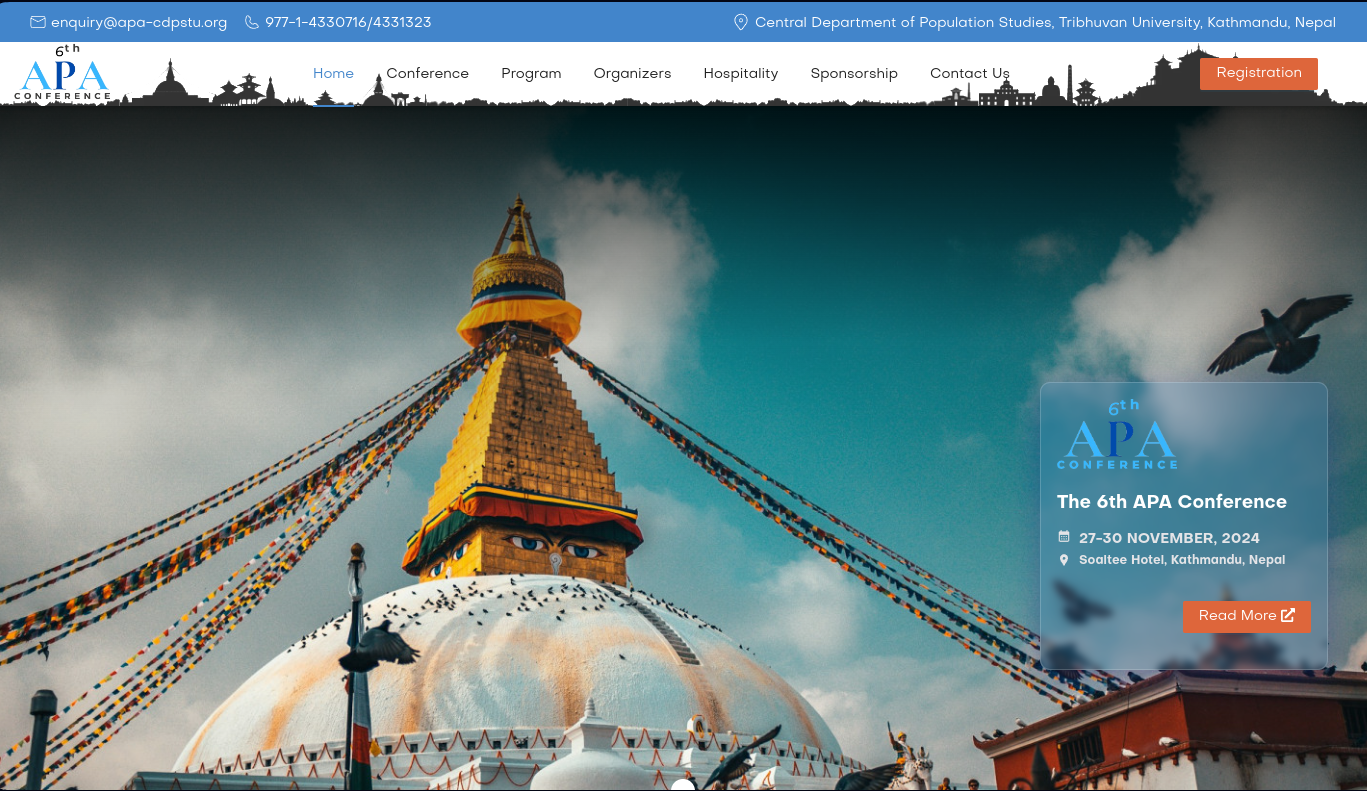 enquiry@apa-cdpstu.org 977-1-4330716/4331323 Central Department of Population Studies, Tribhuvan University, Kathmandu, Nepal
6th
APA
CONFERENCE
Home Conference Program Organizers Hospitality Sponsorship Contact Us Registration
6th
APA
CONFERENCE
The 6th APA Conference
27-30 NOVEMBER, 2024
Soaltee Hotel, Kathmandu, Nepal
Read More